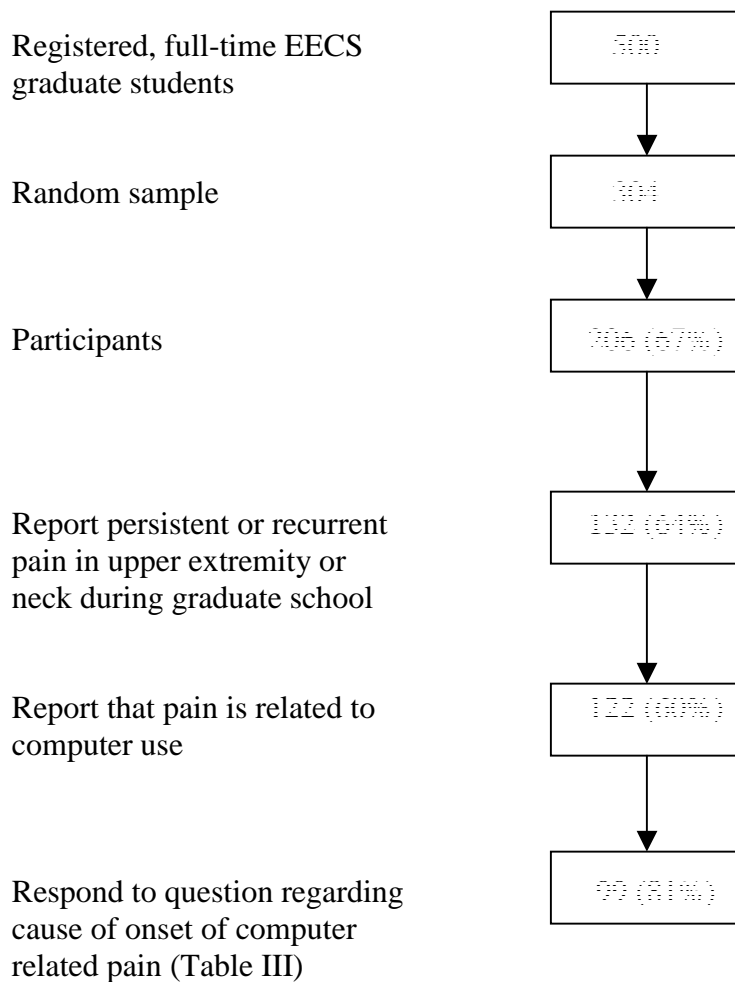 Registered, full-time EECS
graduate students
500
Random sample
304
Participants
206 (67%)
Report persistent or recurrent
pain in upper extremity or
neck during graduate school
132 (64%)
Report that pain is related to
computer use
122 (60%)
Respond to question regarding
cause of onset of computer
related pain (Table III)
99 (81%)